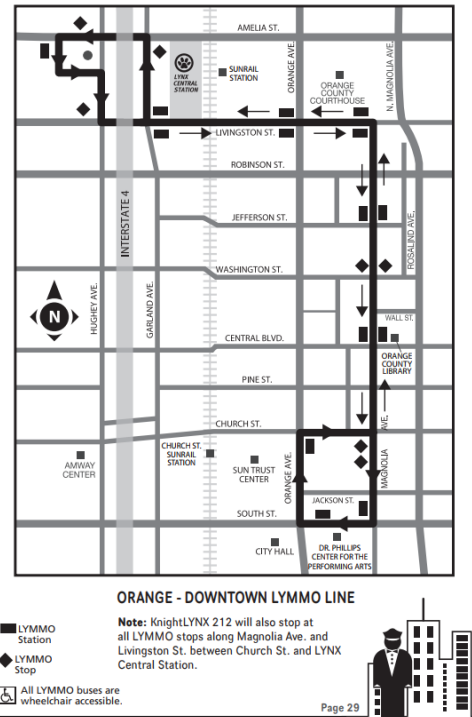 AMELIA ST.
LYNX
CENTRAL
STATION
SUNRAIL
STATION
ORANGE AVE.
ORANGE
COUNTY
COURTHOUSE
N. MAGNOLIA AVE.
LIVINGSTON ST.
ROBINSON ST.
INTERSTATE 4
JEFFERSON ST.
ROSALIND AVE.
WASHINGTON ST.
N
HUGHEY AVE.
GARLAND AVE.
WALL ST.
CENTRAL BLVD.
ORANGE
COUNTY
LIBRARY
PINE ST.
CHURCH ST.
CHURCH ST.
SUNRAIL
STATION
AMWAY
CENTER
SUN TRUST
CENTER
ORANGE AVE.
MAGNOLIA AVE.
JACKSON ST.
SOUTH ST.
CITY HALL
DR. PHILLIPS
CENTER FOR THE
PERFORMING ARTS
ORANGE - DOWNTOWN LYMMO LINE
LYMMO
Station
LYMMO
Stop
All LYMMO buses are
wheelchair accessible.
Note: KnightLYNX 212 will also stop at
all LYMMO stops along Magnolia Ave. and
Livingston St. between Church St. and LYNX
Central Station.
Page 29